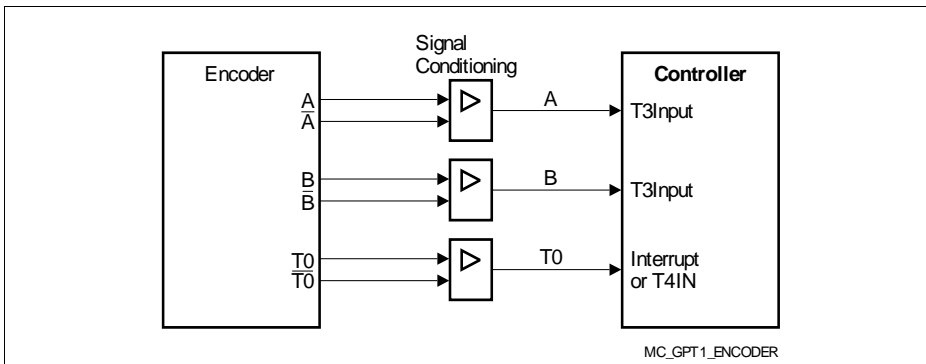 Signal
Conditioning
Encoder
Controller
A
A
A
T3Input
B
B
B
T3Input
T0
T0
T0
Interrupt
or T4IN
MC_GPT1_ENCODER